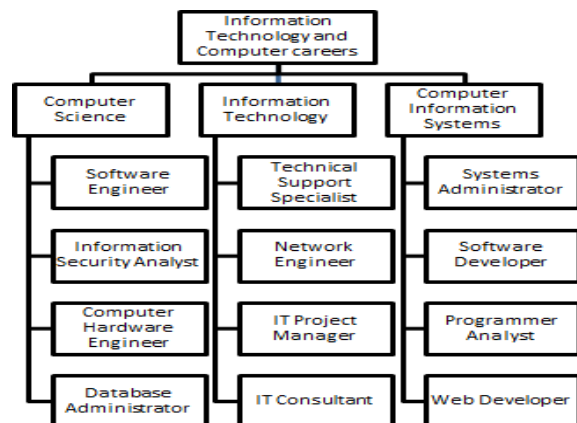 Information
Technology and
Computer careers
Computer
Science
Information
Technology
Computer
Information
Systems
Software
Engineer
Information
Security Analyst
Computer
Hardware
Engineer
Database
Administrator
Technical
Support
Specialist
Network
Engineer
IT Project
Manager
IT Consultant
Systems
Administrator
Software
Developer
Programmer
Analyst
Web Developer